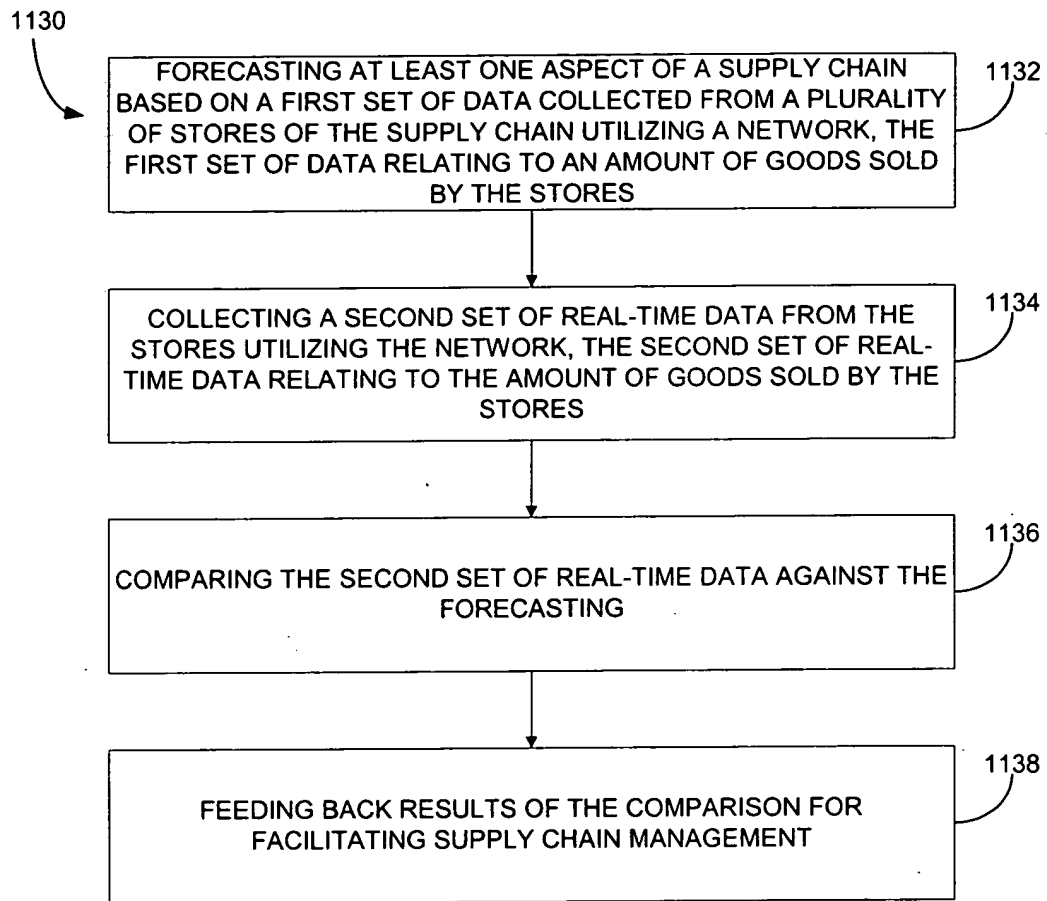 1130
FORECASTING AT LEAST ONE ASPECT OF A SUPPLY CHAIN
BASED ON A FIRST SET OF DATA COLLECTED FROM A PLURALITY
OF STORES OF THE SUPPLY CHAIN UTILIZING A NETWORK, THE
FIRST SET OF DATA RELATING TO AN AMOUNT OF GOODS SOLD
BY THE STORES
1132
COLLECTING A SECOND SET OF REAL-TIME DATA FROM THE
STORES UTILIZING THE NETWORK, THE SECOND SET OF REAL-
TIME DATA RELATING TO THE AMOUNT OF GOODS SOLD BY THE
STORES
1134
COMPARING THE SECOND SET OF REAL-TIME DATA AGAINST THE
FORECASTING
1136
FEEDING BACK RESULTS OF THE COMPARISON FOR
FACILITATING SUPPLY CHAIN MANAGEMENT
1138